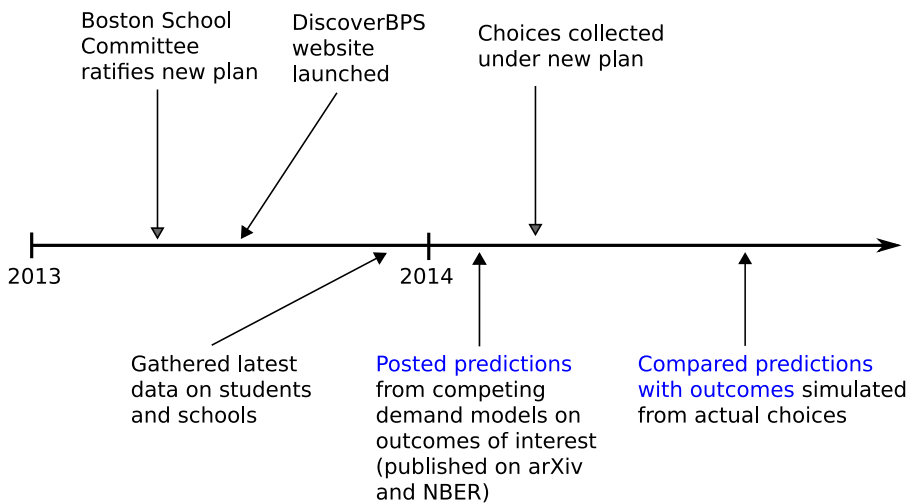 Boston School
Committee
ratifies new plan
DiscoverBPS
website
launched
Choices collected
under new plan
2013
2014
Gathered latest
data on students
and schools
Posted predictions
from competing
demand models on
outcomes of interest
(published on arXiv
and NBER)
Compared predictions
with outcomes simulated
from actual choices